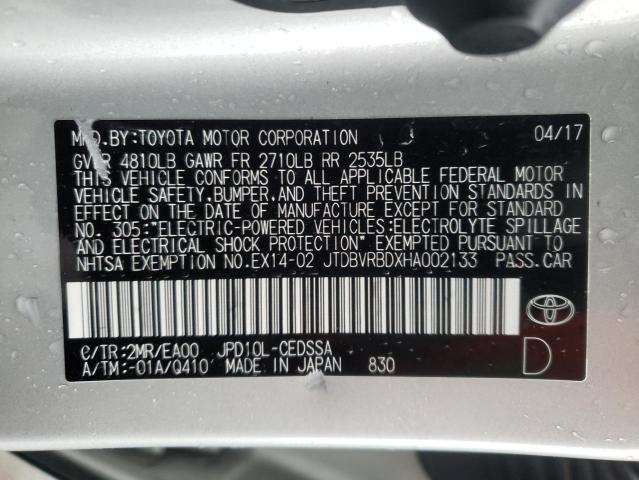 MFD.BY:TOYOTA MOTOR CORPORATION 04/17
GVWR 4810LB GAWR FR 2710LB RR 2535LB
THIS VEHICLE CONFORMS TO ALL APPLICABLE FEDERAL MOTOR
VEHICLE SAFETY,BUMPER,AND THEFT PREVENTION STANDARDS IN
EFFECT ON THE DATE OF MANUFACTURE EXCEPT FOR STANDARD
NO. 305:"ELECTRIC-POWERED VEHICLES:ELECTROLYTE SPILLAGE
AND ELECTRICAL SHOCK PROTECTION" EXEMPTED PURSUANT TO
NHTSA EXEMPTION NO.EX14-02 JTDBVRBDXHA002133 PASS.CAR
C/TR:2MR/EA00 JPD10L-CEDSSA
A/TM:-01A/Q410 MADE IN JAPAN 830
D